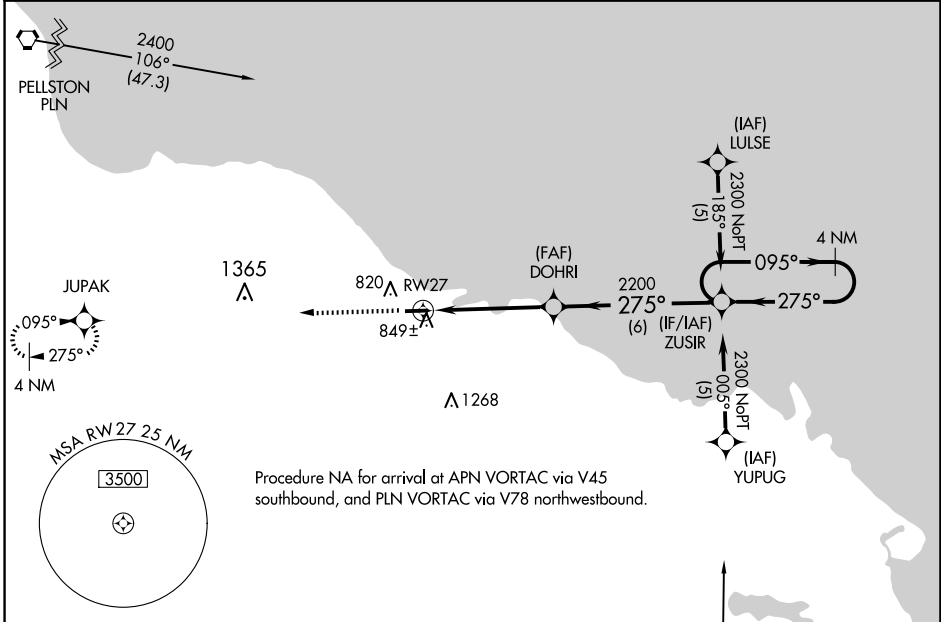 2400
106°
(47.3)
PELLSTON
PLN
(IAF)
LULSE
2300 NoPT
185°
(5)
4 NM
095°
275°
(FAF)
DOHRI
2200
275°
(6)
(IF/IAF)
ZUSIR
1365
820
RW27
849±
JUPAK
095°
275°
4 NM
1268
2300 NoPT
005°
(5)
(IAF)
YUPUG
MSA RW27 25 NM
3500
Procedure NA for arrival at APN VORTAC via V45
southbound, and PLN VORTAC via V78 northwestbound.